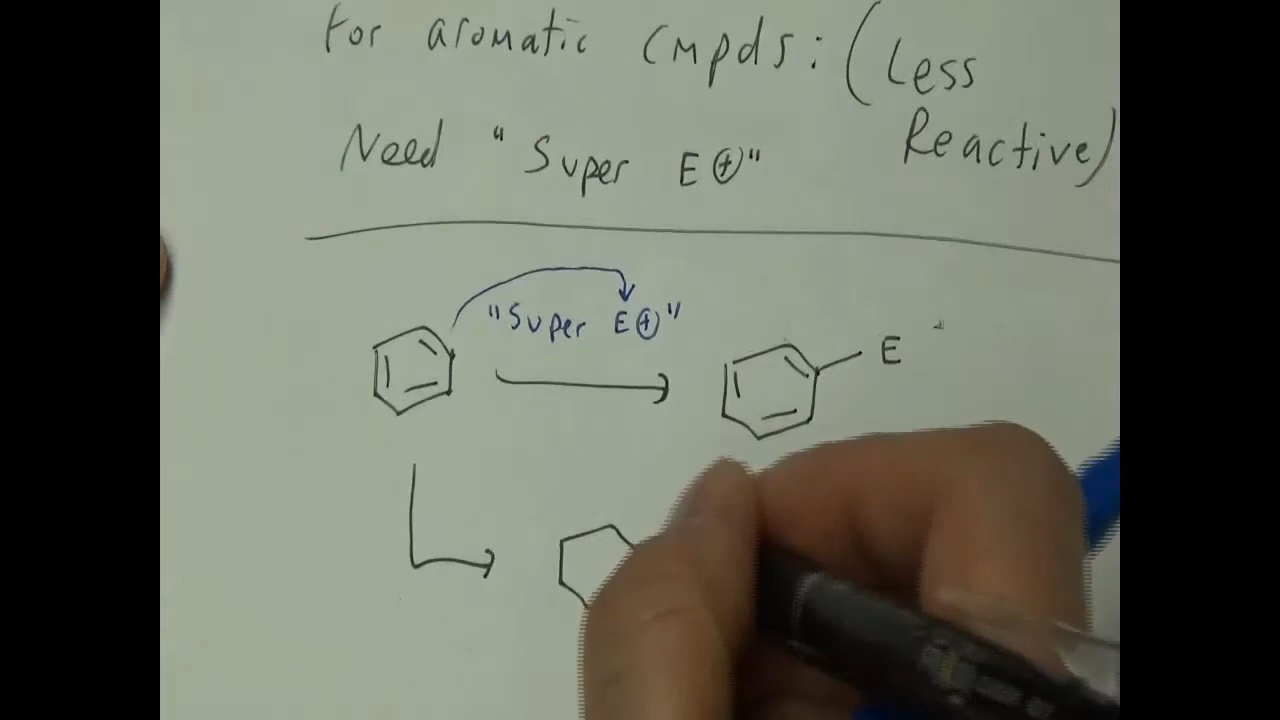 For aromatic cmpds: (Less
Reactive)
Need "Super E⊕"
"Super E⊕"
E